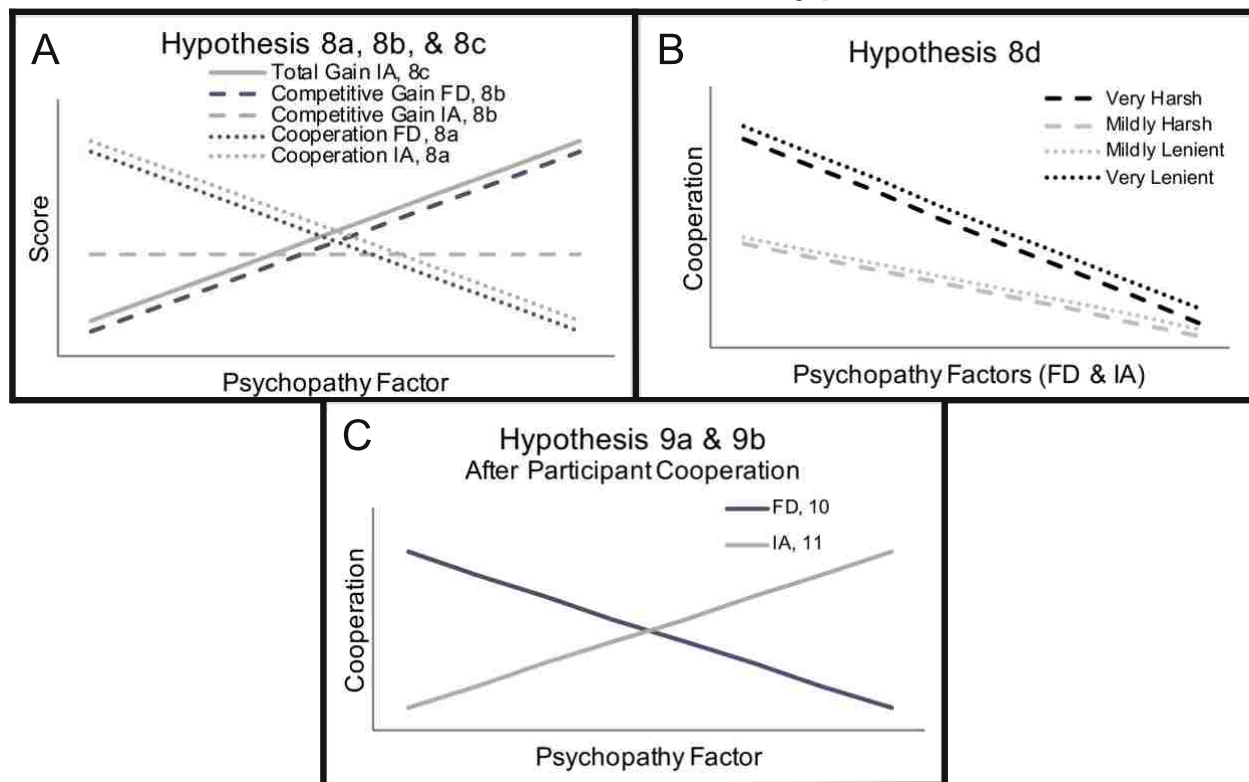 A
Hypothesis 8a, 8b, & 8c
Total Gain IA, 8c
Competitive Gain FD, 8b
Competitive Gain IA, 8b
Cooperation FD, 8a
Cooperation IA, 8a
Score
Psychopathy Factor
B
Hypothesis 8d
Very Harsh
Mildly Harsh
Mildly Lenient
Very Lenient
Cooperation
Psychopathy Factors (FD & IA)
C
Hypothesis 9a & 9b
After Participant Cooperation
FD, 10
IA, 11
Cooperation
Psychopathy Factor